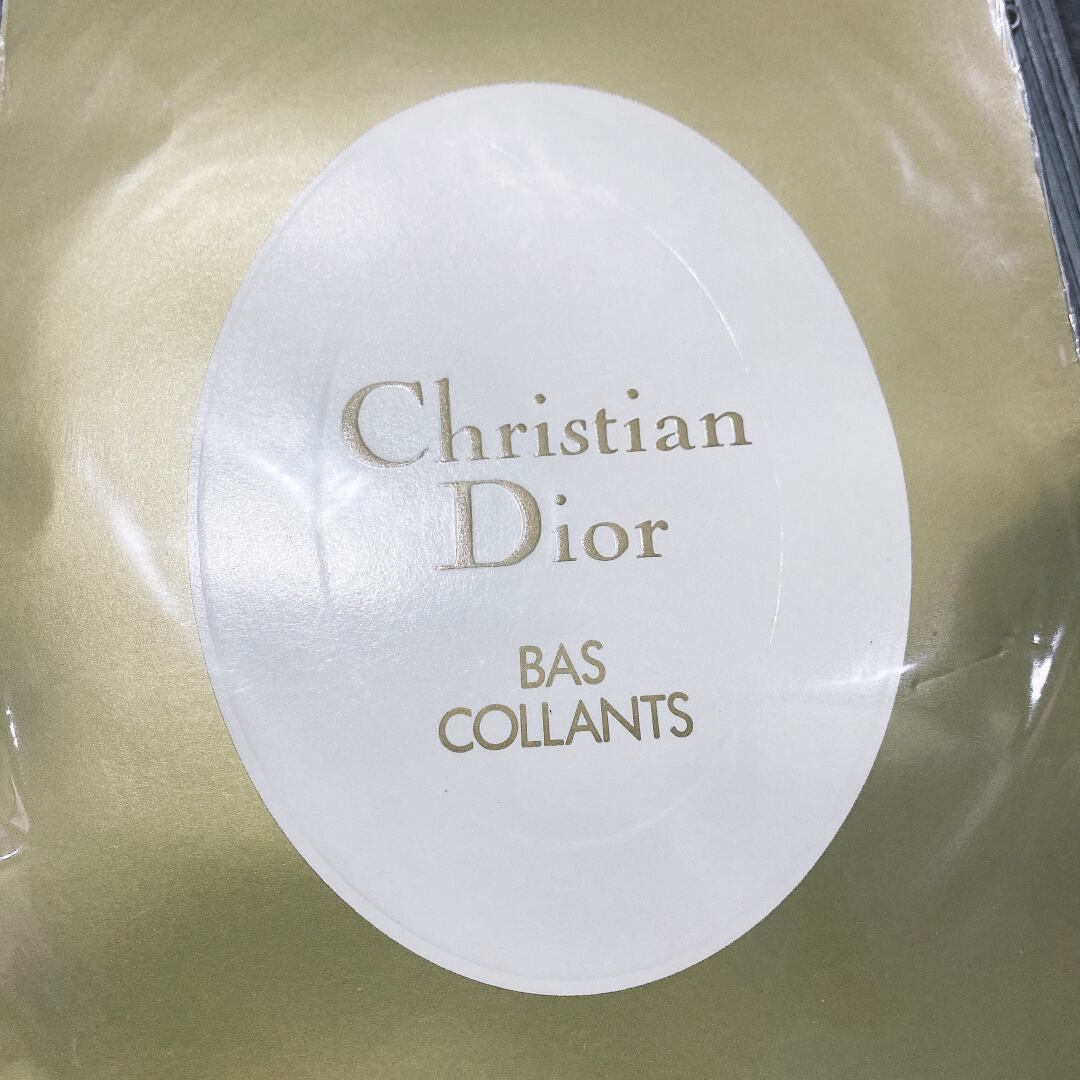 Christian
Dior
BAS
COLLANTS